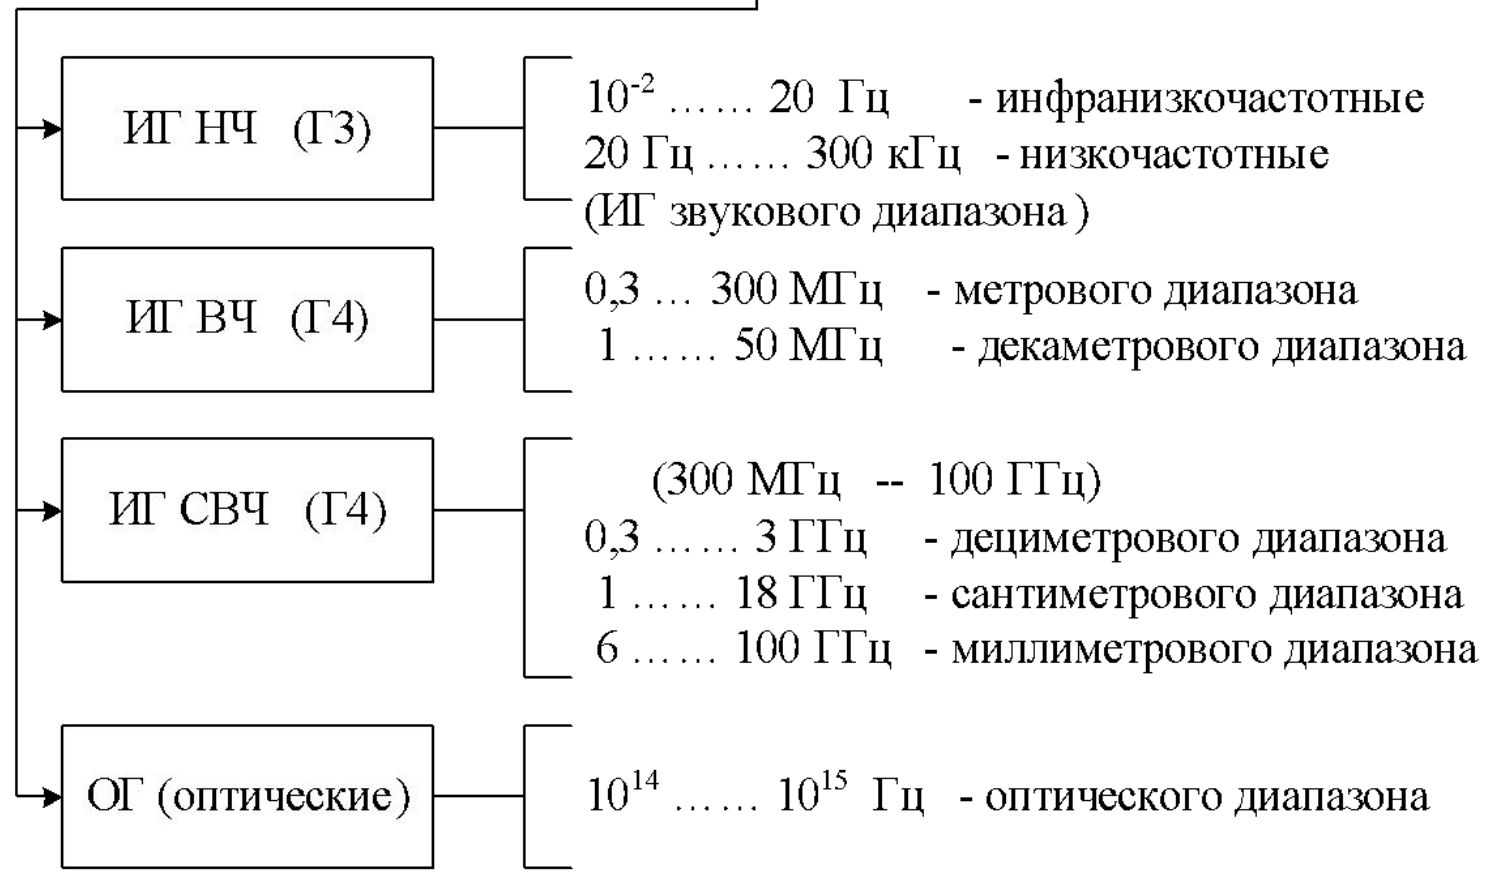 ИГ НЧ (Г3)
10⁻² …… 20 Гц - инфранизкочастотные
20 Гц …… 300 кГц - низкочастотные
(ИГ звукового диапазона )
ИГ ВЧ (Г4)
0,3 … 300 МГц - метрового диапазона
1 …… 50 МГц - декаметрового диапазона
ИГ СВЧ (Г4)
(300 МГц -- 100 ГГц)
0,3 …… 3 ГГц - дециметрового диапазона
1 …… 18 ГГц - сантиметрового диапазона
6 …… 100 ГГц - миллиметрового диапазона
ОГ (оптические)
10¹⁴ …… 10¹⁵ Гц - оптического диапазона